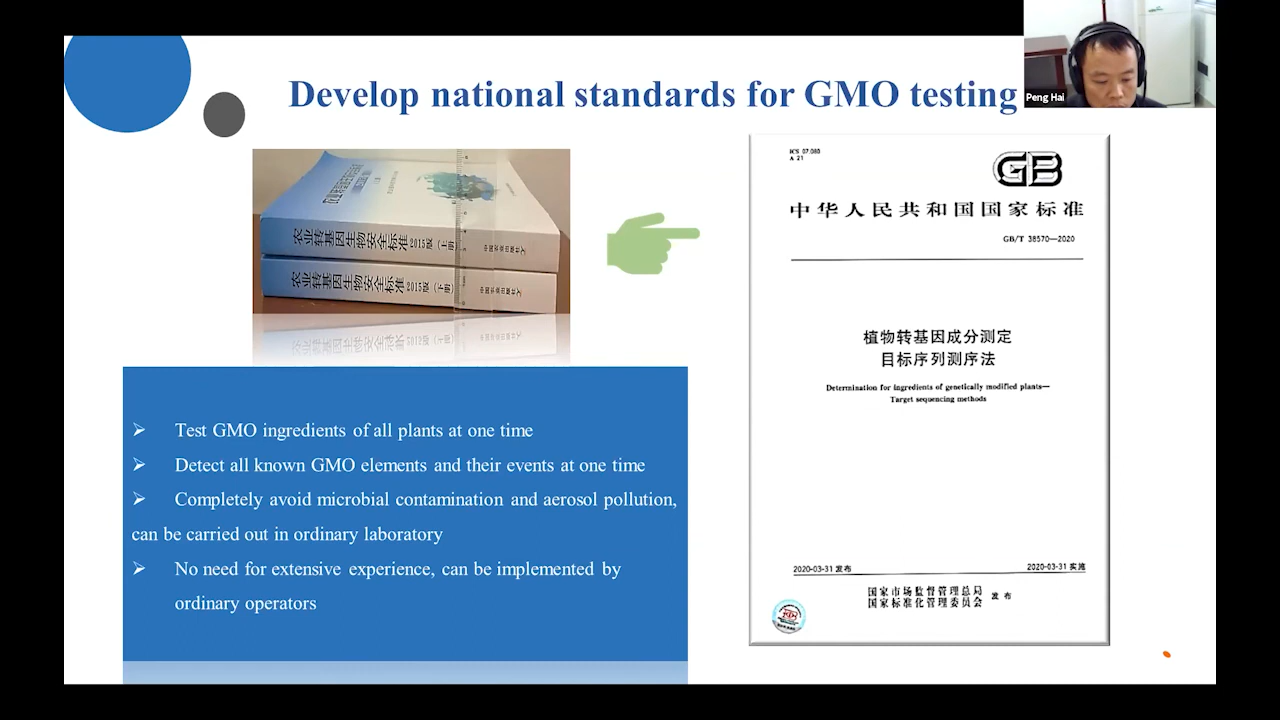 Develop national standards for GMO testing
Peng Hai
农业转基因生物安全标准 2015版（上册）
农业转基因生物安全标准 2015版（下册）
Test GMO ingredients of all plants at one time
Detect all known GMO elements and their events at one time
Completely avoid microbial contamination and aerosol pollution,
can be carried out in ordinary laboratory
No need for extensive experience, can be implemented by
ordinary operators
ICS 07.080
A 21
GB
中华人民共和国国家标准
GB/T 38570—2020
植物转基因成分测定
目标序列测序法
Determination for ingredients of genetically modified plants—
Target sequencing methods
2020-03-31 发布
2020-03-31 实施
国家市场监督管理总局
国家标准化管理委员会 发布